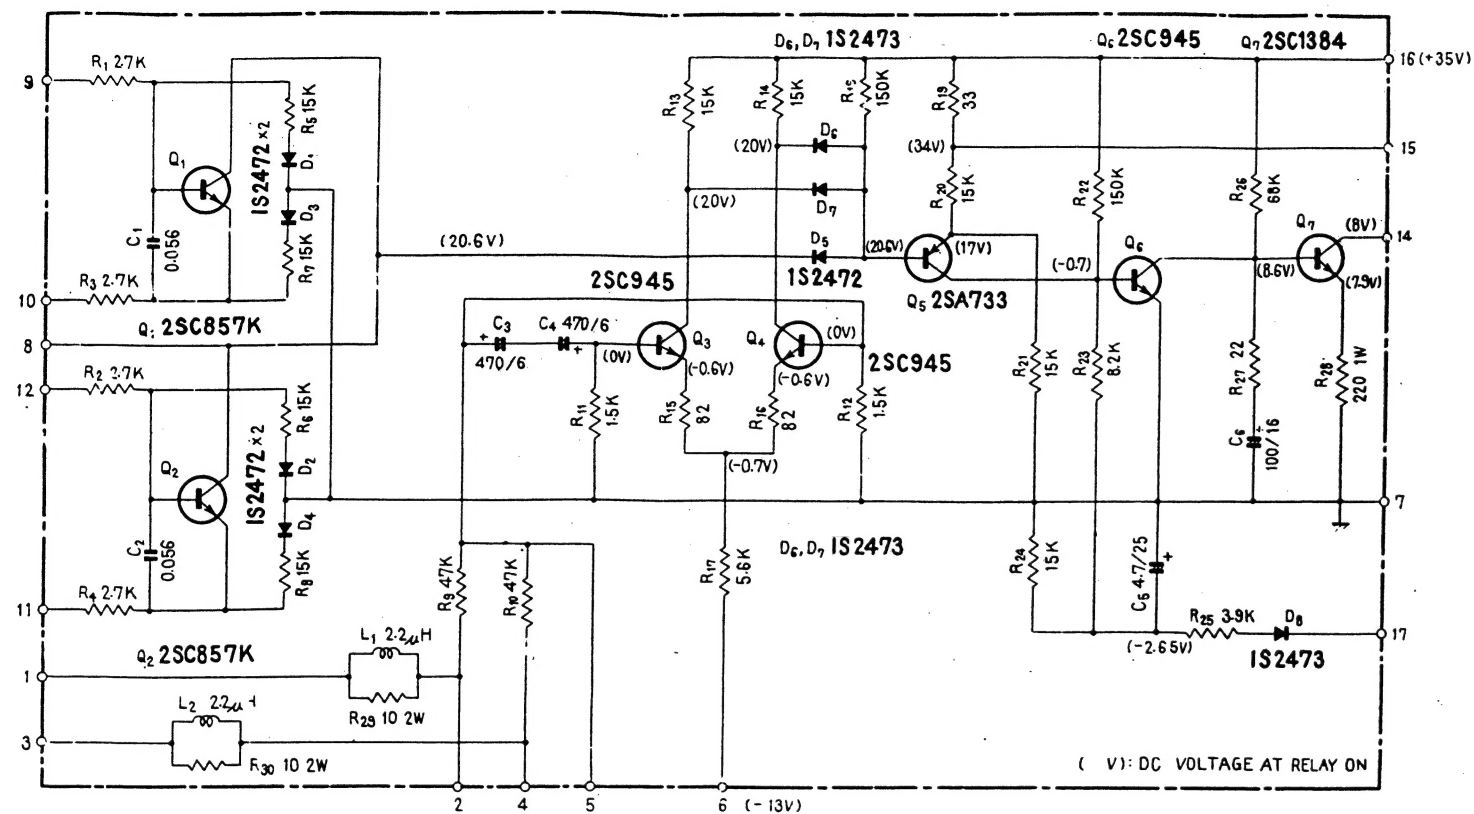 D₆, D₇ 1S2473
Q₆ 2SC945
Q₇ 2SC1384
16 (+35V)
9
R₁ 2.7K
R₅ 15K
D₁
Q₁
1S2472×2
D₃
R₇ 15K
C₁
0.056
R₃ 2.7K
10
Q₁ 2SC857K
8
12
R₂ 2.7K
R₆ 15K
D₂
Q₂
1S2472×2
D₄
R₈ 15K
C₂
0.056
R₄ 2.7K
11
Q₂ 2SC857K
1
L₁ 2.2μH
R₂₉ 10 2W
3
L₂ 2.2μH
R₃₀ 10 2W
R₉ 47K
R₁₀ 47K
2
4
5
6 (-13V)
(20.6V)
2SC945
C₃
470/6
C₄ 470/6
(0V)
Q₃
(-0.6V)
R₁₁
1.5K
R₁₅
82
R₁₃
15K
R₁₄
15K
150K
(20V)
D₆
(20V)
D₇
D₅
1S2472
(20.6V)
Q₅ 2SA733
(17V)
Q₄
(0V)
2SC945
(-0.6V)
R₁₆
82
R₁₂
1.5K
(-0.7V)
R₁₇
5.6K
D₆, D₇ 1S2473
R₁₉
33
(34V)
15
R₂₀
15K
R₂₂
150K
R₂₆
68K
(-0.7)
Q₆
(8.6V)
Q₇
(8V)
14
(7.9V)
R₂₁
15K
R₂₃
8.2K
R₂₇ 22
R₂₈
220 1W
C₆
100/16
7
R₂₄
15K
C₅ 4.7/25
(-2.65V)
R₂₅ 3.9K
D₈
1S2473
17
( V): DC VOLTAGE AT RELAY ON